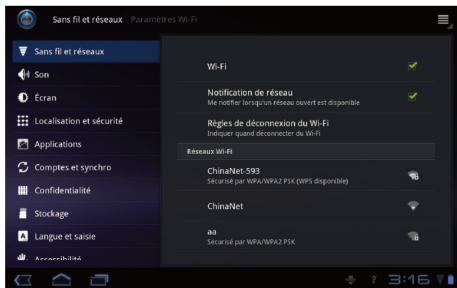 Sans fil et réseaux Paramètres Wi-Fi
Sans fil et réseaux
Son
Écran
Localisation et sécurité
Applications
Comptes et synchro
Confidentialité
Stockage
Langue et saisie
Accessibilité
Wi-Fi
Notification de réseau
Me notifier lorsqu'un réseau ouvert est disponible
Règles de déconnexion du Wi-Fi
Indiquer quand déconnecter du Wi-Fi
Réseaux Wi-Fi
ChinaNet-593
Sécurisé par WPA/WPA2 PSK (WPS disponible)
ChinaNet
aa
Sécurisé par WPA/WPA2 PSK
? 3:16